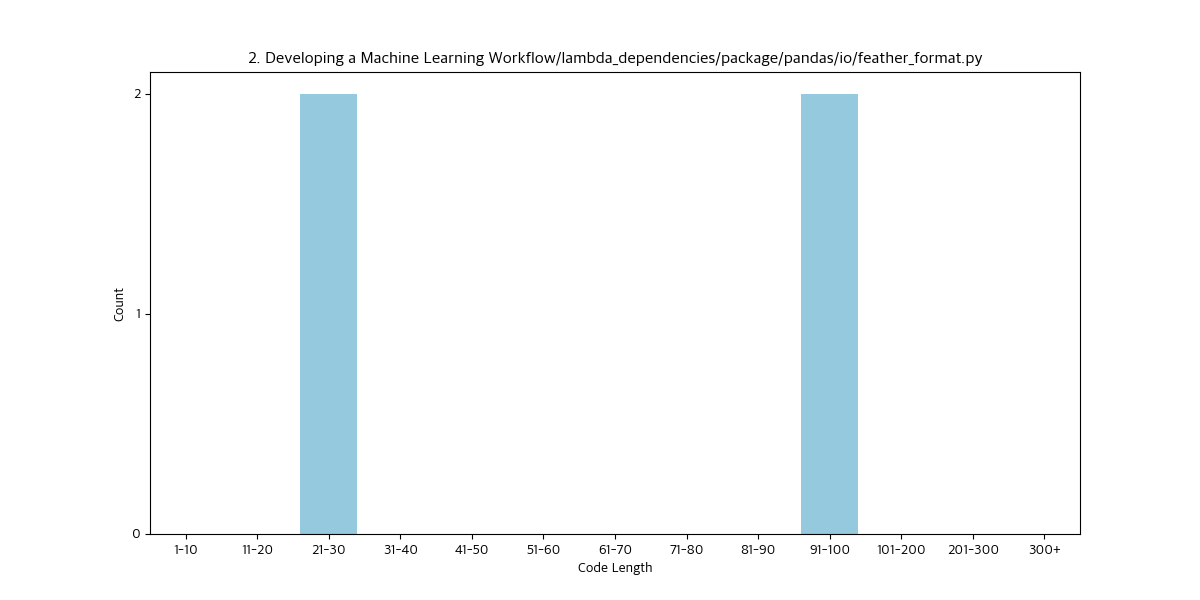 2. Developing a Machine Learning Workflow/lambda_dependencies/package/pandas/io/feather_format.py
2
1
0
Count
1-10 11-20 21-30 31-40 41-50 51-60 61-70 71-80 81-90 91-100 101-200 201-300 300+
Code Length